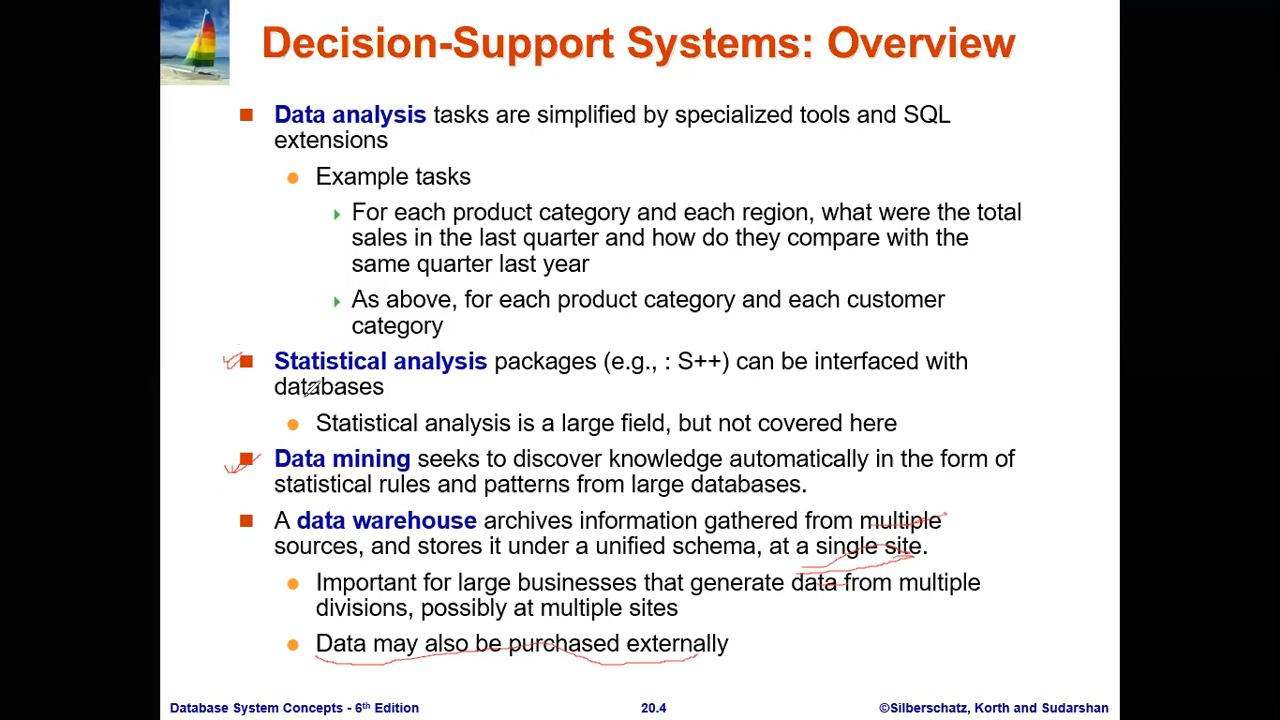 Decision-Support Systems: Overview
Data analysis tasks are simplified by specialized tools and SQL
extensions
Example tasks
For each product category and each region, what were the total
sales in the last quarter and how do they compare with the
same quarter last year
As above, for each product category and each customer
category
Statistical analysis packages (e.g., : S++) can be interfaced with
databases
Statistical analysis is a large field, but not covered here
Data mining seeks to discover knowledge automatically in the form of
statistical rules and patterns from large databases.
A data warehouse archives information gathered from multiple
sources, and stores it under a unified schema, at a single site.
Important for large businesses that generate data from multiple
divisions, possibly at multiple sites
Data may also be purchased externally
Database System Concepts - 6th Edition
20.4
©Silberschatz, Korth and Sudarshan